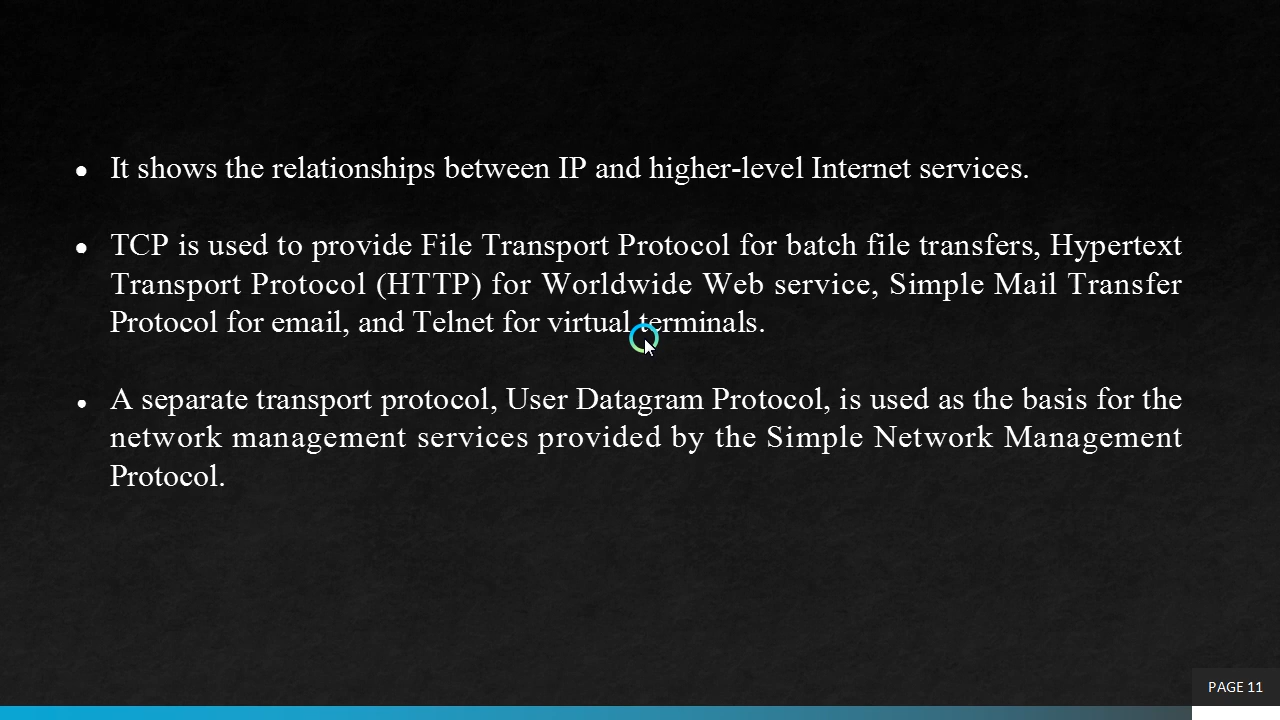 • It shows the relationships between IP and higher-level Internet services.
• TCP is used to provide File Transport Protocol for batch file transfers, Hypertext
Transport Protocol (HTTP) for Worldwide Web service, Simple Mail Transfer
Protocol for email, and Telnet for virtual terminals.
• A separate transport protocol, User Datagram Protocol, is used as the basis for the
network management services provided by the Simple Network Management
Protocol.
PAGE 11